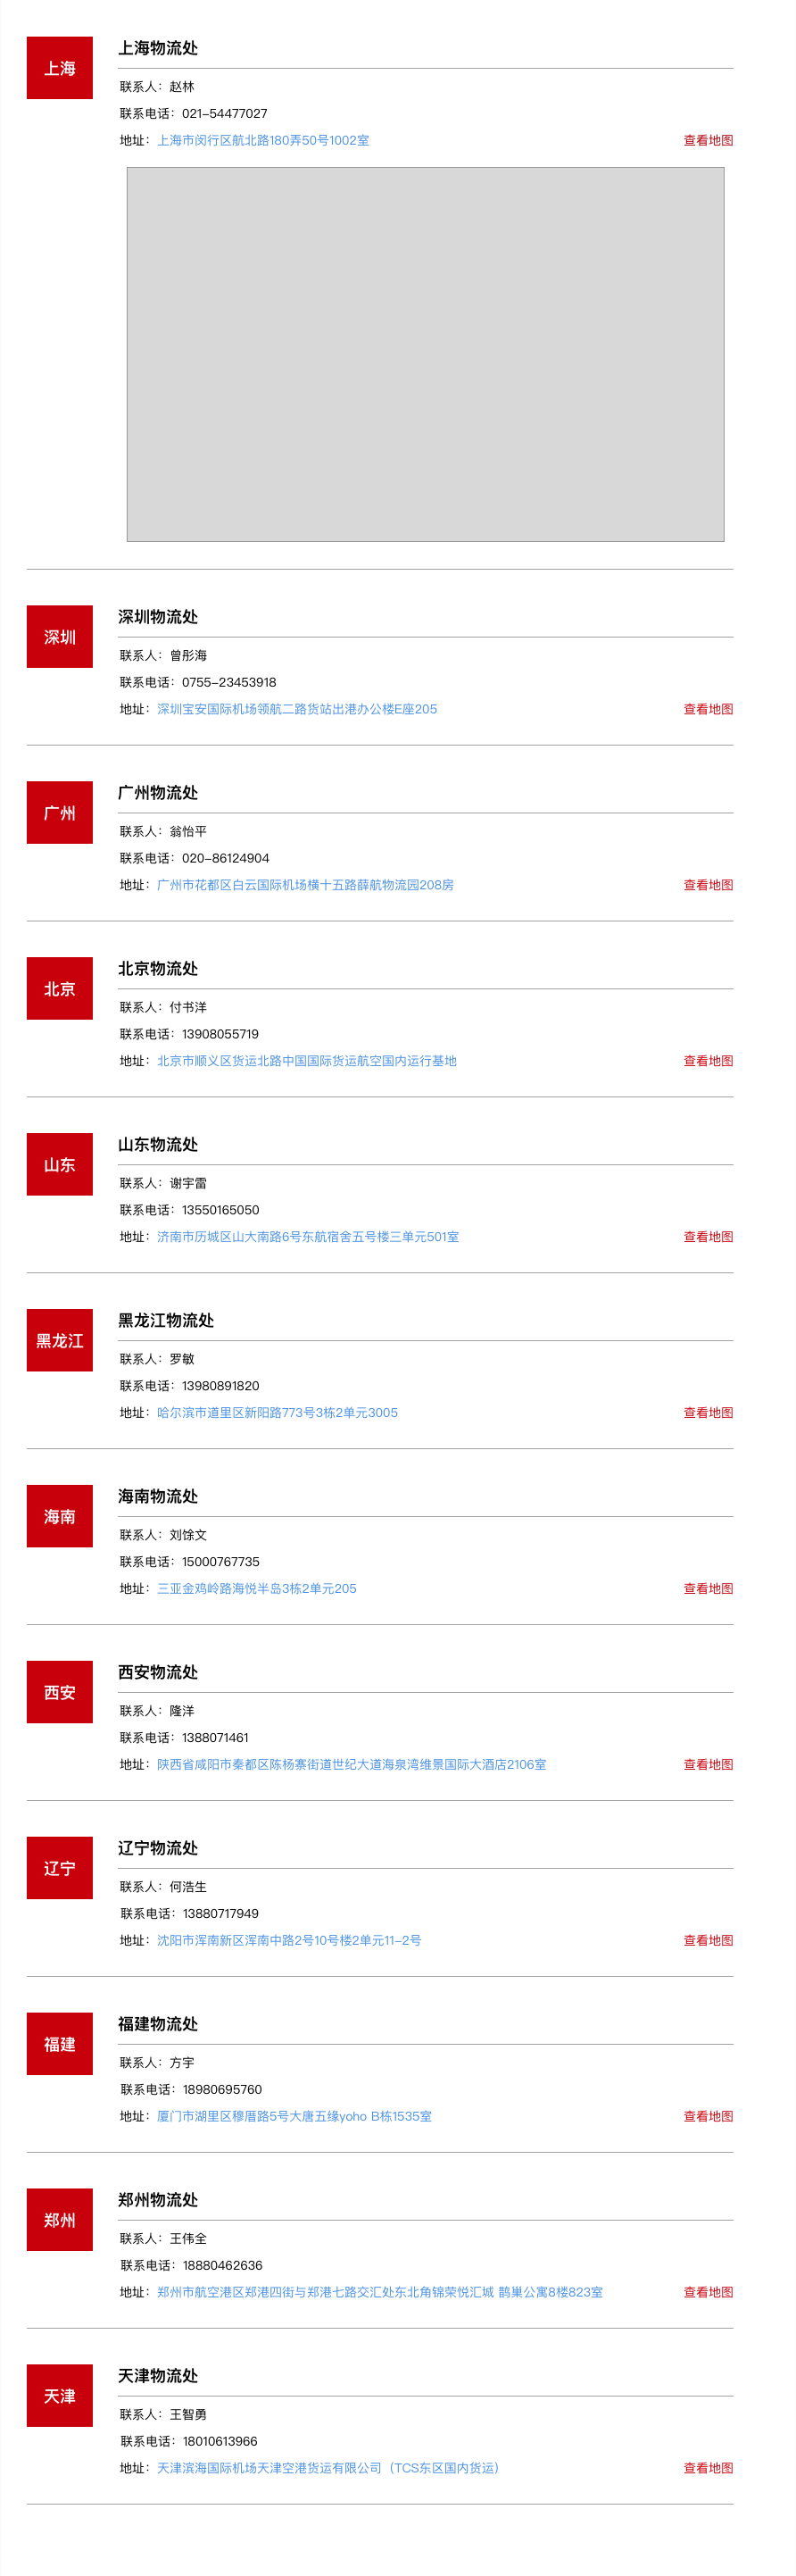 上海
上海物流处
联系人：赵林
联系电话：021-54477027
地址：上海市闵行区航北路180弄50号1002室 查看地图
深圳
深圳物流处
联系人：曾彤海
联系电话：0755-23453918
地址：深圳宝安国际机场领航二路货站出港办公楼E座205 查看地图
广州
广州物流处
联系人：翁怡平
联系电话：020-86124904
地址：广州市花都区白云国际机场横十五路薛航物流园208房 查看地图
北京
北京物流处
联系人：付书洋
联系电话：13908055719
地址：北京市顺义区货运北路中国国际货运航空国内运行基地 查看地图
山东
山东物流处
联系人：谢宇雷
联系电话：13550165050
地址：济南市历城区山大南路6号东航宿舍五号楼三单元501室 查看地图
黑龙江
黑龙江物流处
联系人：罗敏
联系电话：13980891820
地址：哈尔滨市道里区新阳路773号3栋2单元3005 查看地图
海南
海南物流处
联系人：刘馀文
联系电话：15000767735
地址：三亚金鸡岭路海悦半岛3栋2单元205 查看地图
西安
西安物流处
联系人：隆洋
联系电话：1388071461
地址：陕西省咸阳市秦都区陈杨寨街道世纪大道海泉湾维景国际大酒店2106室 查看地图
辽宁
辽宁物流处
联系人：何浩生
联系电话：13880717949
地址：沈阳市浑南新区浑南中路2号10号楼2单元11-2号 查看地图
福建
福建物流处
联系人：方宇
联系电话：18980695760
地址：厦门市湖里区穆厝路5号大唐五缘yoho B栋1535室 查看地图
郑州
郑州物流处
联系人：王伟全
联系电话：18880462636
地址：郑州市航空港区郑港四街与郑港七路交汇处东北角锦荣悦汇城 鹊巢公寓8楼823室 查看地图
天津
天津物流处
联系人：王智勇
联系电话：18010613966
地址：天津滨海国际机场天津空港货运有限公司（TCS东区国内货运） 查看地图